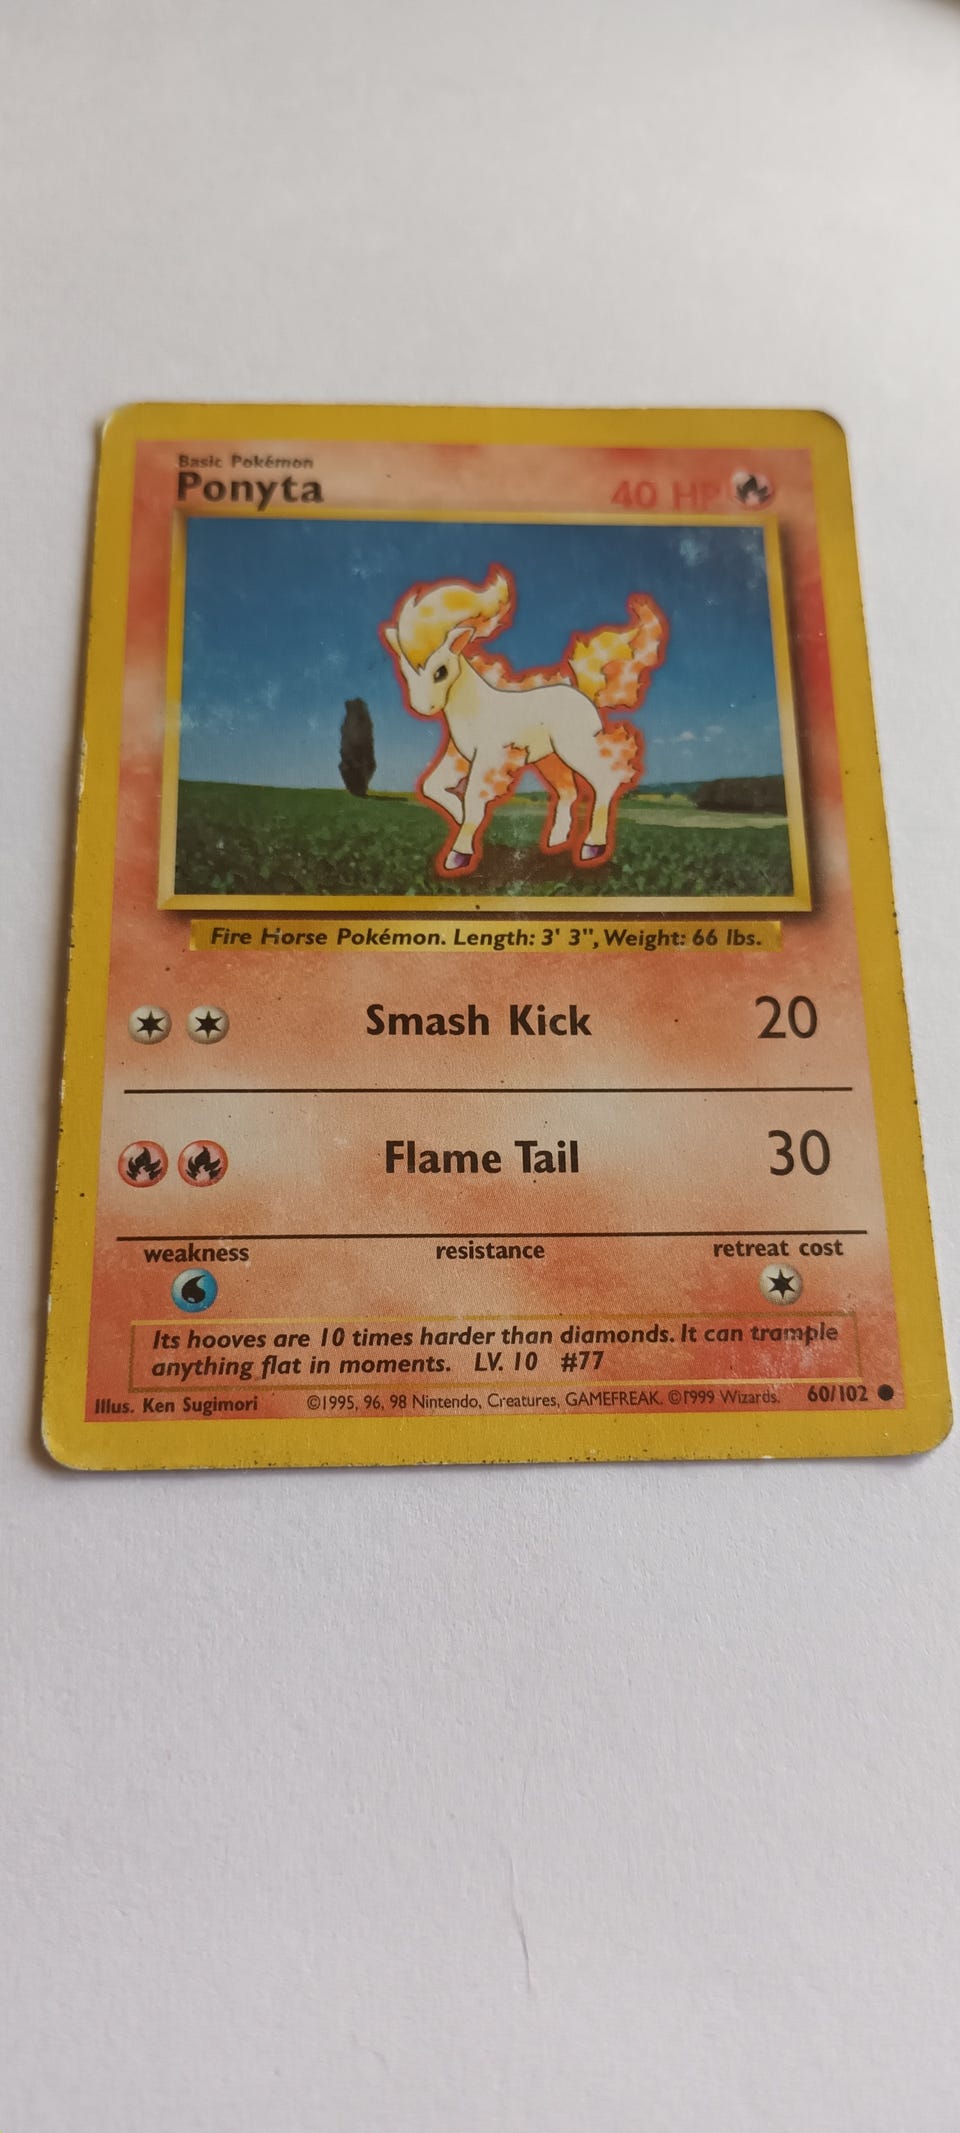 Basic Pokémon
Ponyta 40 HP
Fire Horse Pokémon. Length: 3' 3", Weight: 66 lbs.
Smash Kick 20
Flame Tail 30
weakness resistance retreat cost
Its hooves are 10 times harder than diamonds. It can trample
anything flat in moments. LV. 10 #77
Illus. Ken Sugimori ©1995, 96, 98 Nintendo, Creatures, GAMEFREAK. ©1999 Wizards. 60/102